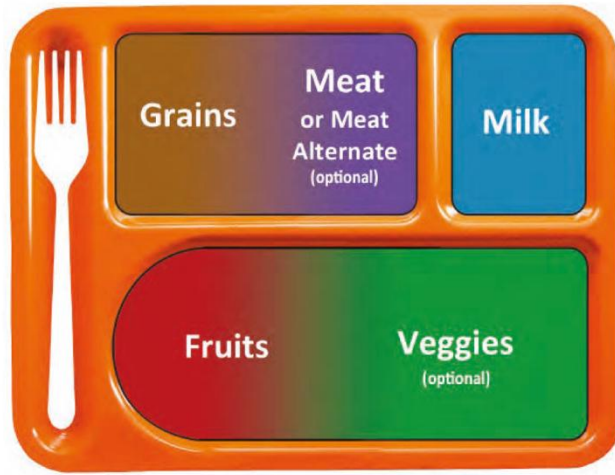 Grains
Meat
or Meat
Alternate
(optional)
Milk
Fruits
Veggies
(optional)